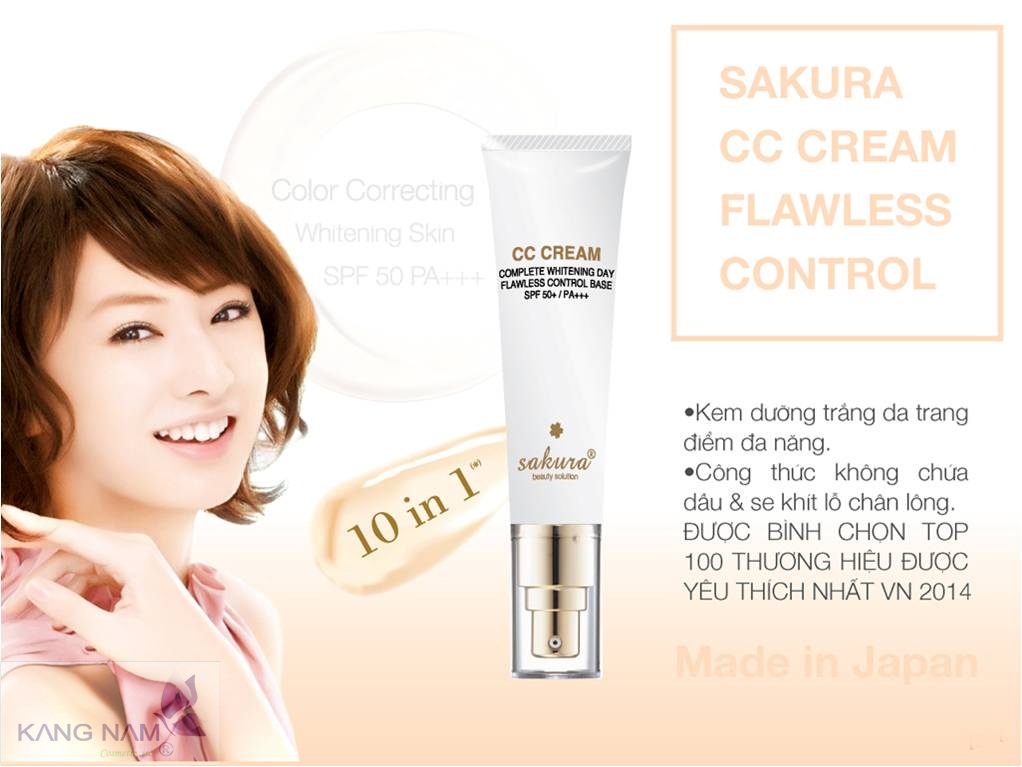 SAKURA
CC CREAM
FLAWLESS
CONTROL
Color Correcting
Whitening Skin
SPF 50 PA+++
CC CREAM
COMPLETE WHITENING DAY
FLAWLESS CONTROL BASE
SPF 50+ / PA+++
sakura®
beauty solution
10 in 1(*)
•Kem dưỡng trắng da trang
điểm đa năng.
•Công thức không chứa
dầu & se khít lỗ chân lông.
ĐƯỢC BÌNH CHỌN TOP
100 THƯƠNG HIỆU ĐƯỢC
YÊU THÍCH NHẤT VN 2014
Made in Japan
KANG NAM®